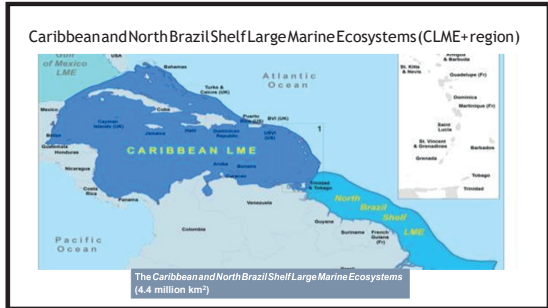 Caribbean and North Brazil Shelf Large Marine Ecosystems (CLME+ region)
Gulf
of Mexico
LME
USA
Bahamas
Atlantic
Ocean
Turks &
Caicos (UK)
Mexico
Cuba
Cayman
Islands (UK)
Jamaica
Haiti
Dominican
Republic
Puerto
Rico (US)
BVI (UK)
USVI
(US)
1
Belize
Guatemala
Honduras
CARIBBEAN LME
Nicaragua
Aruba
Bonaire
Curacao
Costa
Rica
Panama
Trinidad
& Tobago
Venezuela
Colombia
Guyana
Suriname
French
Guiana
(Fr)
North
Brazil
Shelf
LME
Pacific
Ocean
St. Kitts
& Nevis
Antigua
& Barbuda
Guadelupe (Fr)
Dominica
Martinique (Fr)
Saint
Lucia
St. Vincent
& Grenadines
Barbados
Grenada
Tobago
Trinidad
The Caribbean and North Brazil Shelf Large Marine Ecosystems
(4.4 million km²)